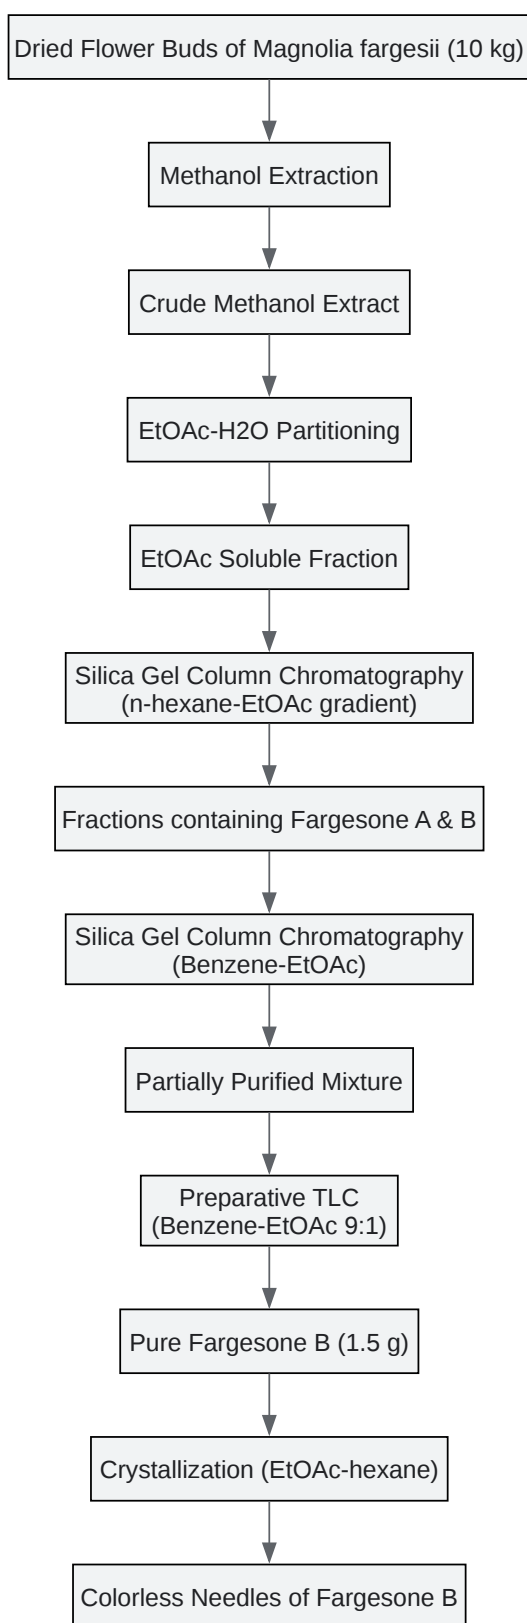 Dried Flower Buds of Magnolia fargesii (10 kg)
Methanol Extraction
Crude Methanol Extract
EtOAc-H2O Partitioning
EtOAc Soluble Fraction
Silica Gel Column Chromatography
(n-hexane-EtOAc gradient)
Fractions containing Fargesone A & B
Silica Gel Column Chromatography
(Benzene-EtOAc)
Partially Purified Mixture
Preparative TLC
(Benzene-EtOAc 9:1)
Pure Fargesone B (1.5 g)
Crystallization (EtOAc-hexane)
Colorless Needles of Fargesone B